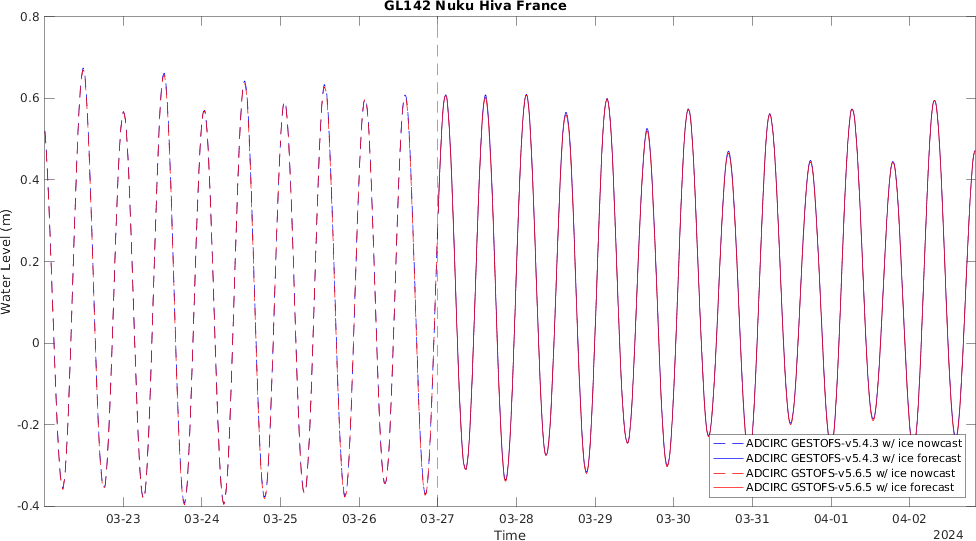 GL142 Nuku Hiva France
0.8
0.6
0.4
0.2
0
-0.2
-0.4
Water Level (m)
03-23 03-24 03-25 03-26 03-27 03-28 03-29 03-30 03-31 04-01 04-02
Time
2024
ADCIRC GESTOFS-v5.4.3 w/ ice nowcast
ADCIRC GESTOFS-v5.4.3 w/ ice forecast
ADCIRC GSTOFS-v5.6.5 w/ ice nowcast
ADCIRC GSTOFS-v5.6.5 w/ ice forecast